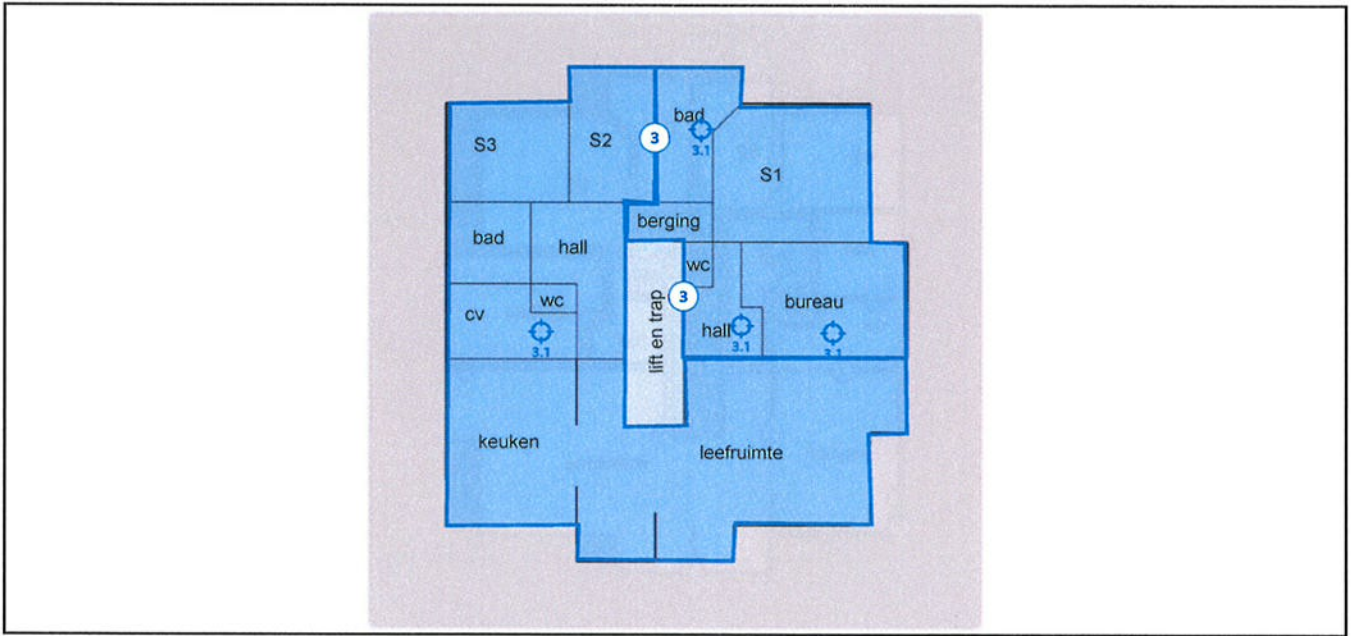 bad
3
3.1
S3
S2
S1
berging
bad
hall
wc
wc
lift en trap
3
bureau
cv
hall
3.1
3.1
3.1
keuken
leefruimte